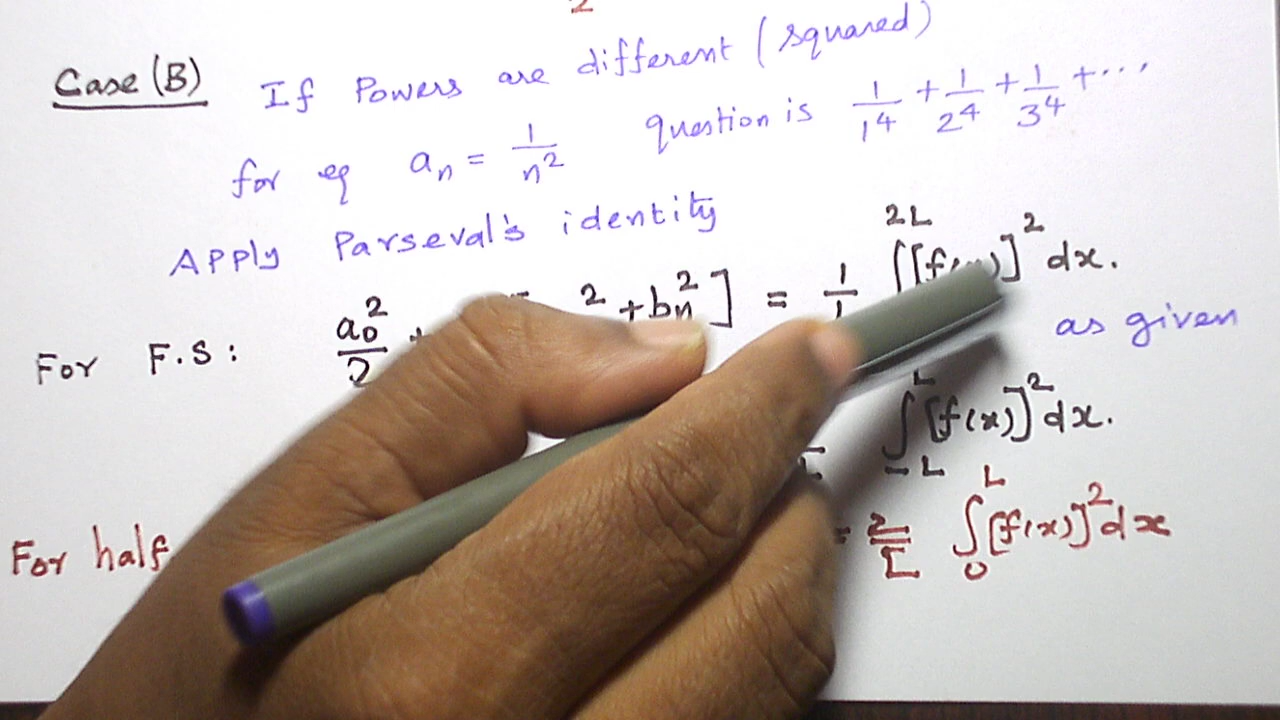 Case (B) If Powers are different (squared)
for eg a_n = 1/n^2 question is 1/1^4 + 1/2^4 + 1/3^4 + ...
Apply Parseval's identity
For F.S: a_0^2/2 + ^2 + b_n^2 ] = 1/ ∫ 2L [f(x)]^2 dx.
as given
∫_{-L}^{L} [f(x)]^2 dx.
For half = 2/L ∫_0^L [f(x)]^2 dx